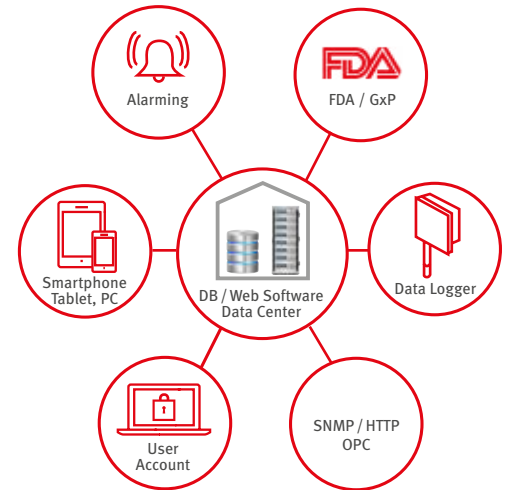 Alarming
FDA
FDA / GxP
Smartphone
Tablet, PC
DB / Web Software
Data Center
Data Logger
User
Account
SNMP / HTTP
OPC